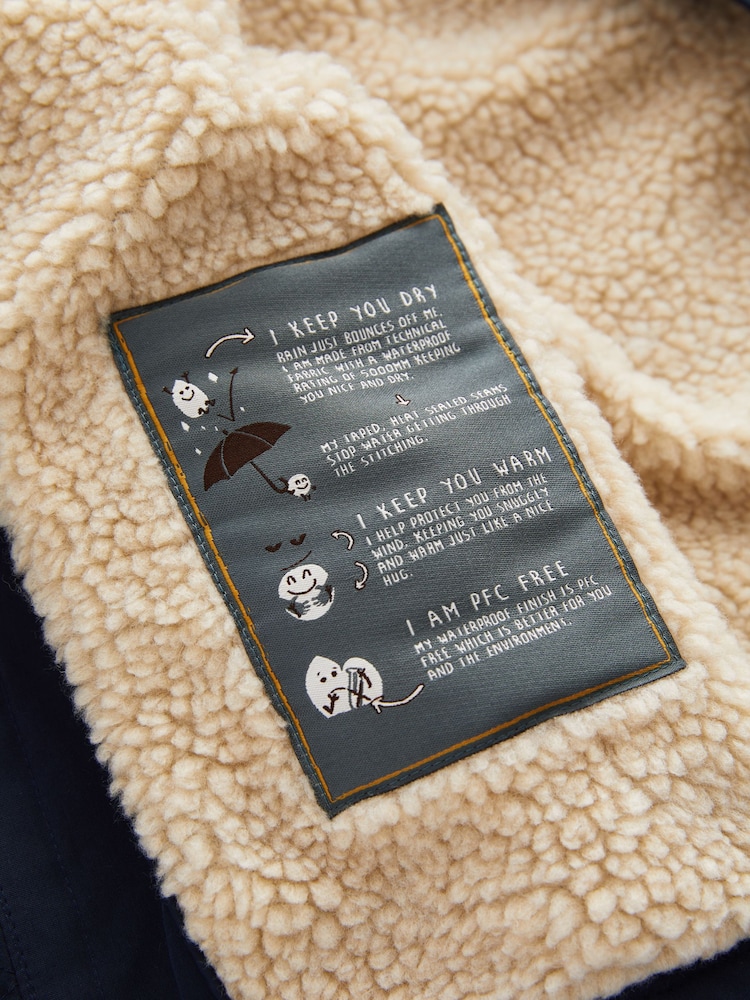 I KEEP YOU DRY
RAIN JUST BOUNCES OFF ME.
I AM MADE FROM TECHNICAL
FABRIC WITH A WATERPROOF
RATING OF 5000MM KEEPING
YOU NICE AND DRY.
MY TAPED, HEAT SEALED SEAMS
STOP WATER GETTING THROUGH
THE STITCHING.
I KEEP YOU WARM
I HELP PROTECT YOU FROM THE
WIND, KEEPING YOU SNUGGLY
AND WARM JUST LIKE A NICE
HUG.
I AM PFC FREE
MY WATERPROOF FINISH IS PFC
FREE WHICH IS BETTER FOR YOU
AND THE ENVIRONMENT.